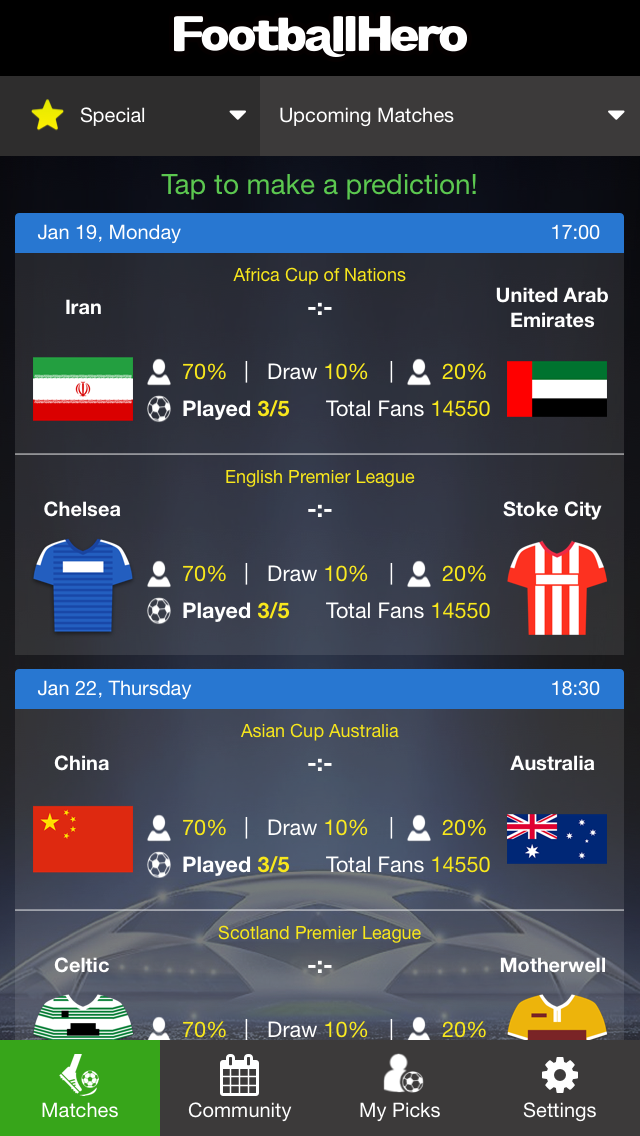 FootballHero
Special
Upcoming Matches
Tap to make a prediction!
Jan 19, Monday 17:00
Africa Cup of Nations
Iran -:- United Arab Emirates
70% | Draw 10% | 20%
Played 3/5 Total Fans 14550
English Premier League
Chelsea -:- Stoke City
70% | Draw 10% | 20%
Played 3/5 Total Fans 14550
Jan 22, Thursday 18:30
Asian Cup Australia
China -:- Australia
70% | Draw 10% | 20%
Played 3/5 Total Fans 14550
Scotland Premier League
Celtic -:- Motherwell
70% | Draw 10% | 20%
Matches Community My Picks Settings